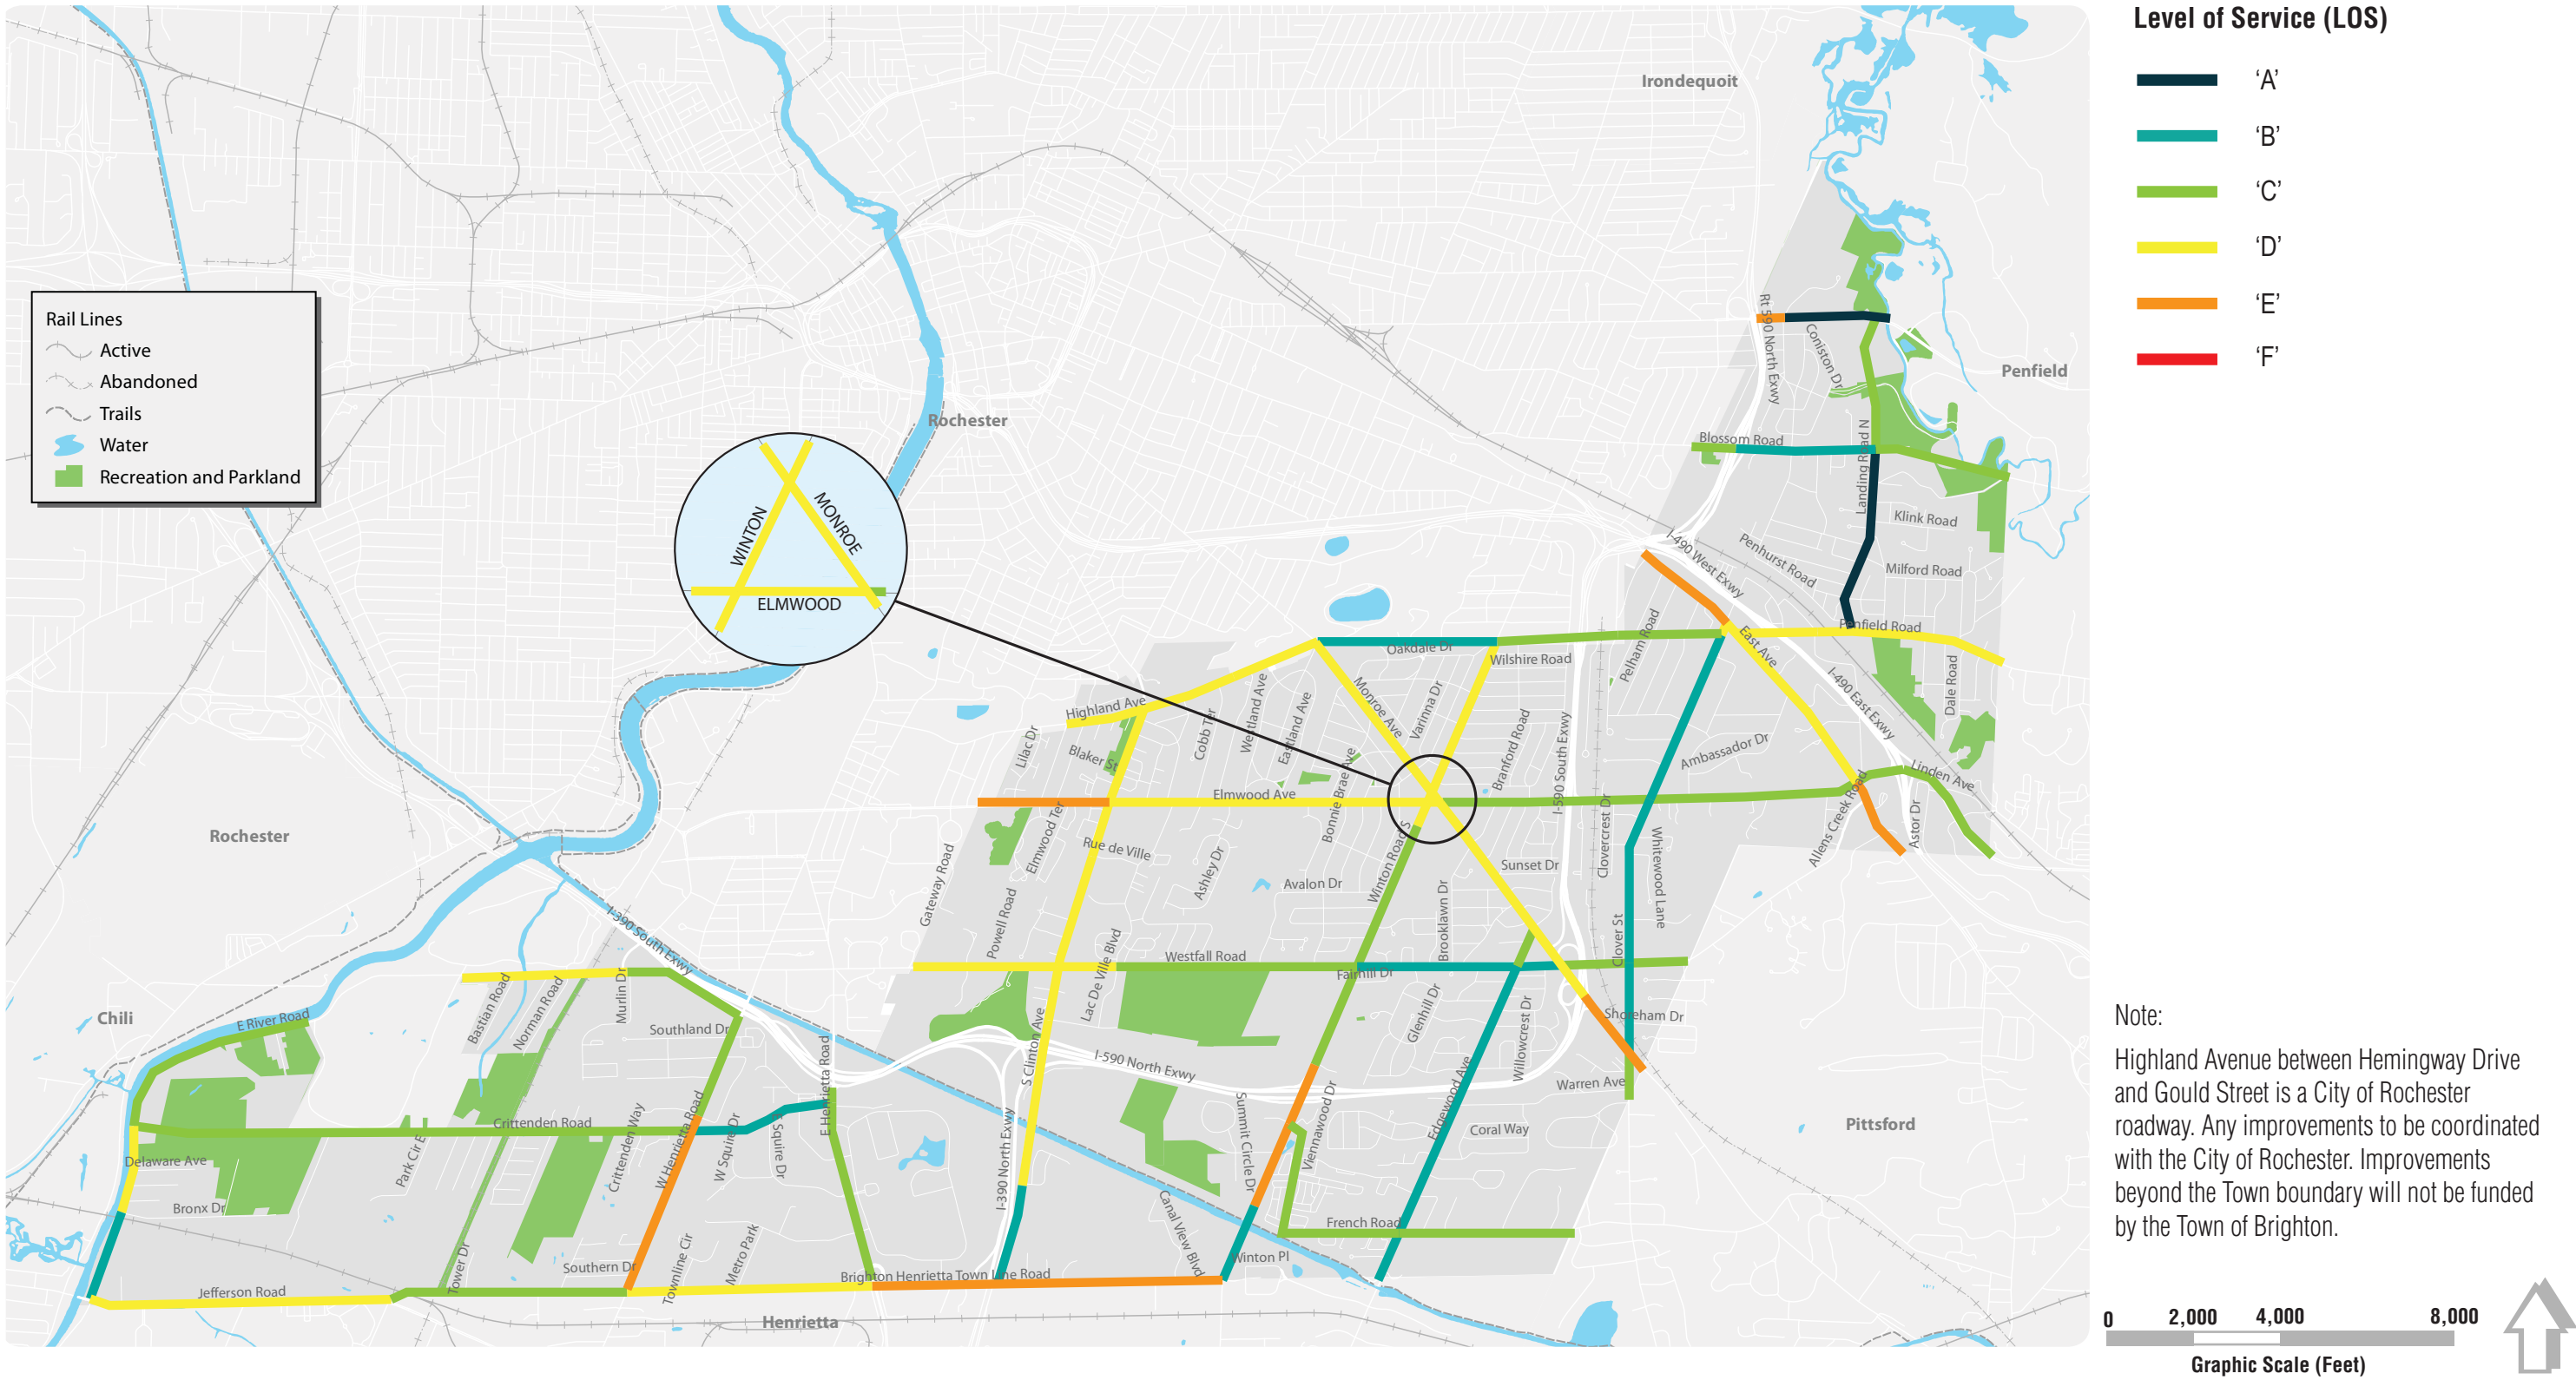 Level of Service (LOS)
‘A’
‘B’
‘C’
‘D’
‘E’
‘F’
Rail Lines
Active
Abandoned
Trails
Water
Recreation and Parkland
Irondequoit
Penfield
Rochester
Rochester
Chili
Henrietta
Pittsford
WINTON
MONROE
ELMWOOD
Rt 590 North Exwy
Coniston Dr
Blossom Road
Landing Road N
Klink Road
I-490 West Exwy
Penhurst Road
Milford Road
Penfield Road
East Ave
Pelham Road
I-490 East Exwy
Dale Road
Oakdale Dr
Wilshire Road
Highland Ave
Lilac Dr
Blaker St
Cobb Ter
Westland Ave
Eastland Ave
Monroe Ave
Varinna Dr
Branford Road
I-590 South Exwy
Ambassador Dr
Linden Ave
Elmwood Ave
Bonnie Brae Ave
Elmwood Ter
Rue de Ville
Ashley Dr
Avalon Dr
Winton Road S
Sunset Dr
Clovercrest Dr
Whitewood Lane
Allens Creek Road
Astor Dr
Gateway Road
Powell Road
Brooklawn Dr
Clover St
I-390 South Exwy
Westfall Road
Fairhill Dr
Lac De Ville Blvd
Glenhill Dr
Willowcrest Dr
Shoreham Dr
E River Road
Bastian Road
Norman Road
Murlin Dr
Southland Dr
E Henrietta Road
S Clinton Ave
I-590 North Exwy
Warren Ave
Crittenden Road
Crittenden Way
W Henrietta Road
W Squire Dr
Squire Dr
Park Cir E
Delaware Ave
Bronx Dr
I-390 North Exwy
Summit Circle Dr
Viennawood Dr
Edgewood Ave
Coral Way
Canal View Blvd
French Road
Winton Pl
Tower Dr
Southern Dr
Townline Cir
Metro Park
Brighton Henrietta Town Line Road
Jefferson Road
Note:
Highland Avenue between Hemingway Drive
and Gould Street is a City of Rochester
roadway. Any improvements to be coordinated
with the City of Rochester. Improvements
beyond the Town boundary will not be funded
by the Town of Brighton.
0 2,000 4,000 8,000
Graphic Scale (Feet)